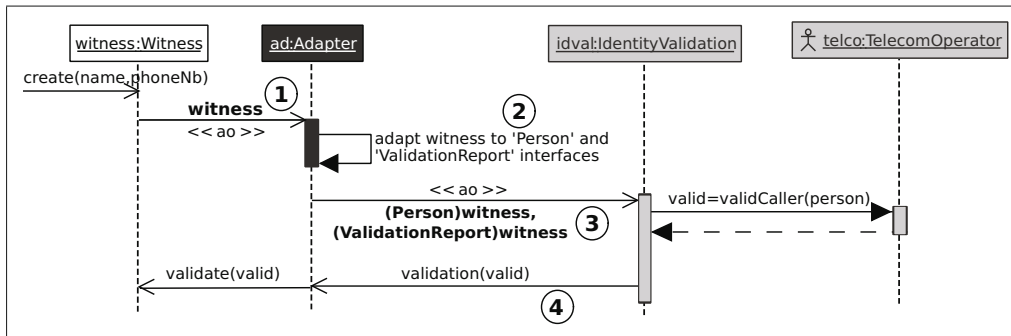 witness:Witness
ad:Adapter
idval:IdentityValidation
telco:TelecomOperator
create(name,phoneNb)
1
witness
<< ao >>
2
adapt witness to 'Person' and
'ValidationReport' interfaces
<< ao >>
(Person)witness,
(ValidationReport)witness
3
valid=validCaller(person)
validate(valid)
validation(valid)
4